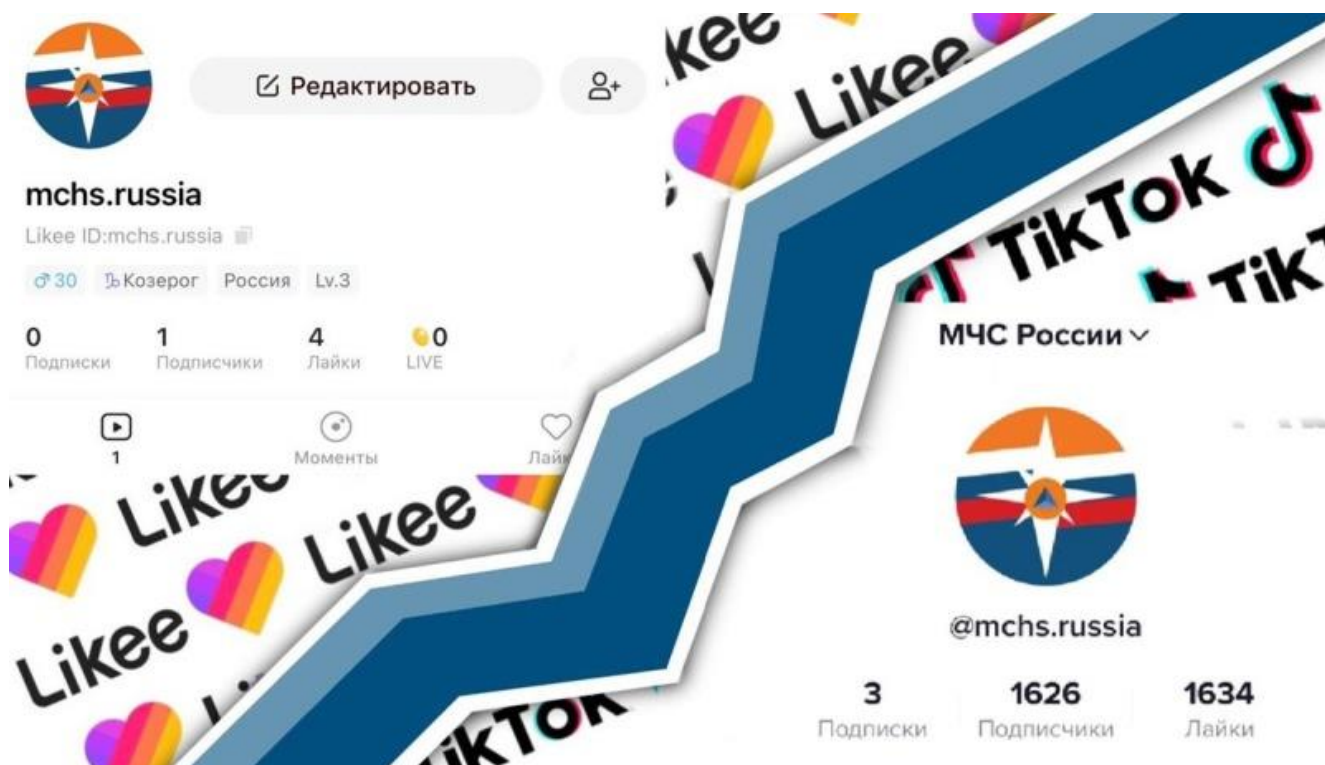 Редактировать
mchs.russia
Likee ID:mchs.russia
♂30 ♑Козерог Россия Lv.3
0 1 4 0
Подписки Подписчики Лайки LIVE
1 Моменты
Likee
Likee
Likee
Likee
TikTok
МЧС России
@mchs.russia
3 1626 1634
Подписки Подписчики Лайки